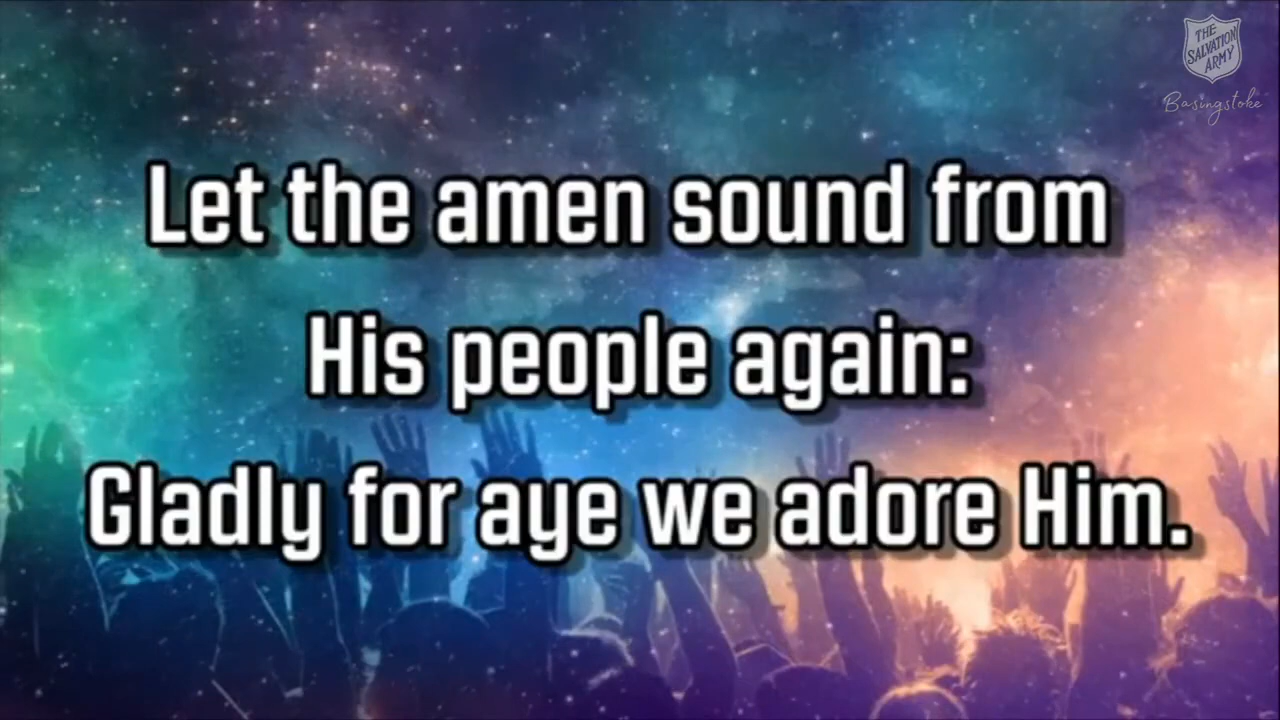 THE
SALVATION
ARMY
Basingstoke
Let the amen sound from
His people again:
Gladly for aye we adore Him.